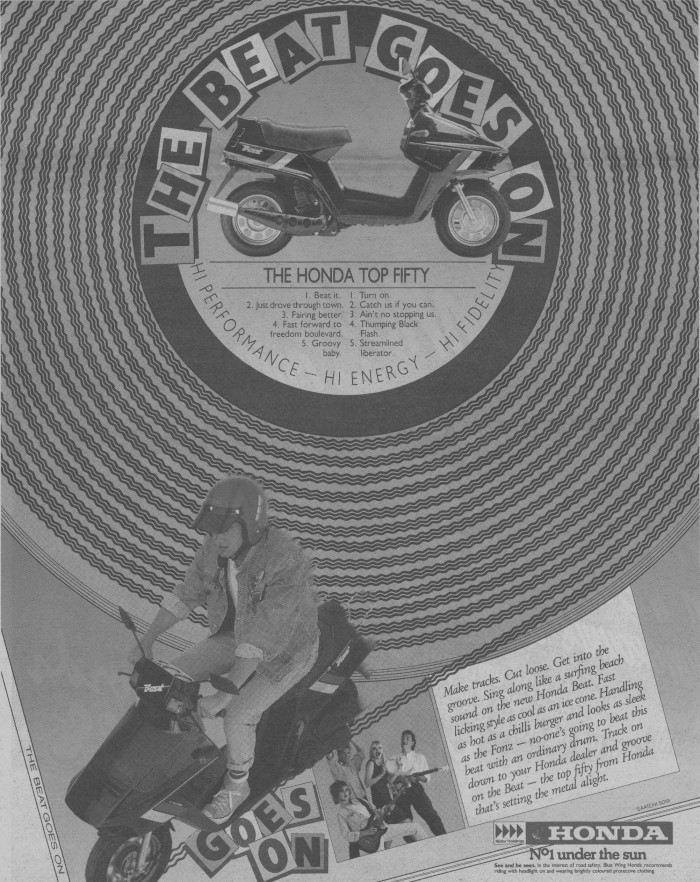 THE BEAT GOES ON
Beat
THE HONDA TOP FIFTY
1. Beat it.
2. Just drove through town.
3. Fairing better.
4. Fast forward to
freedom boulevard.
5. Groovy
baby.
1. Turn on.
2. Catch us if you can.
3. Ain't no stopping us.
4. Thumping Black
Flash.
5. Streamlined
liberator.
HI PERFORMANCE — HI ENERGY — HI-FIDELITY
Beat
GOES
ON
THE BEAT GOES ON
Make tracks. Cut loose. Get into the
groove. Sing along like a surfing beach
sound on the new Honda Beat. Fast
licking style as cool as an ice cone. Handling
as hot as a chilli burger and looks as sleek
as the Fonz — no-one's going to beat this
beat with an ordinary drum. Track on
down to your Honda dealer and groove
on the Beat — the top fifty from Honda
that's setting the metal alight.
HONDA
Nº1 under the sun
See and be seen. In the interest of road safety, Blue Wing Honda recommends
riding with headlight on and wearing brightly coloured protective clothing